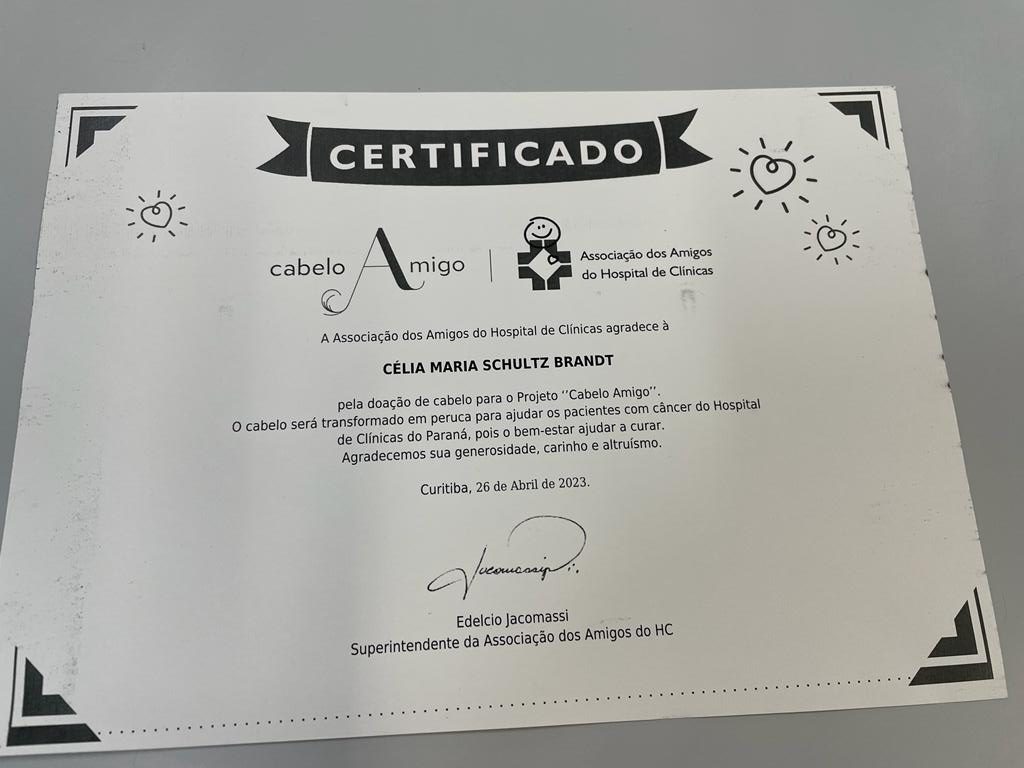 CERTIFICADO
cabelo Amigo
Associação dos Amigos
do Hospital de Clínicas
A Associação dos Amigos do Hospital de Clínicas agradece à
CÉLIA MARIA SCHULTZ BRANDT
pela doação de cabelo para o Projeto ‘‘Cabelo Amigo’’.
O cabelo será transformado em peruca para ajudar os pacientes com câncer do Hospital
de Clínicas do Paraná, pois o bem-estar ajudar a curar.
Agradecemos sua generosidade, carinho e altruísmo.
Curitiba, 26 de Abril de 2023.
Jacomassi
Edelcio Jacomassi
Superintendente da Associação dos Amigos do HC